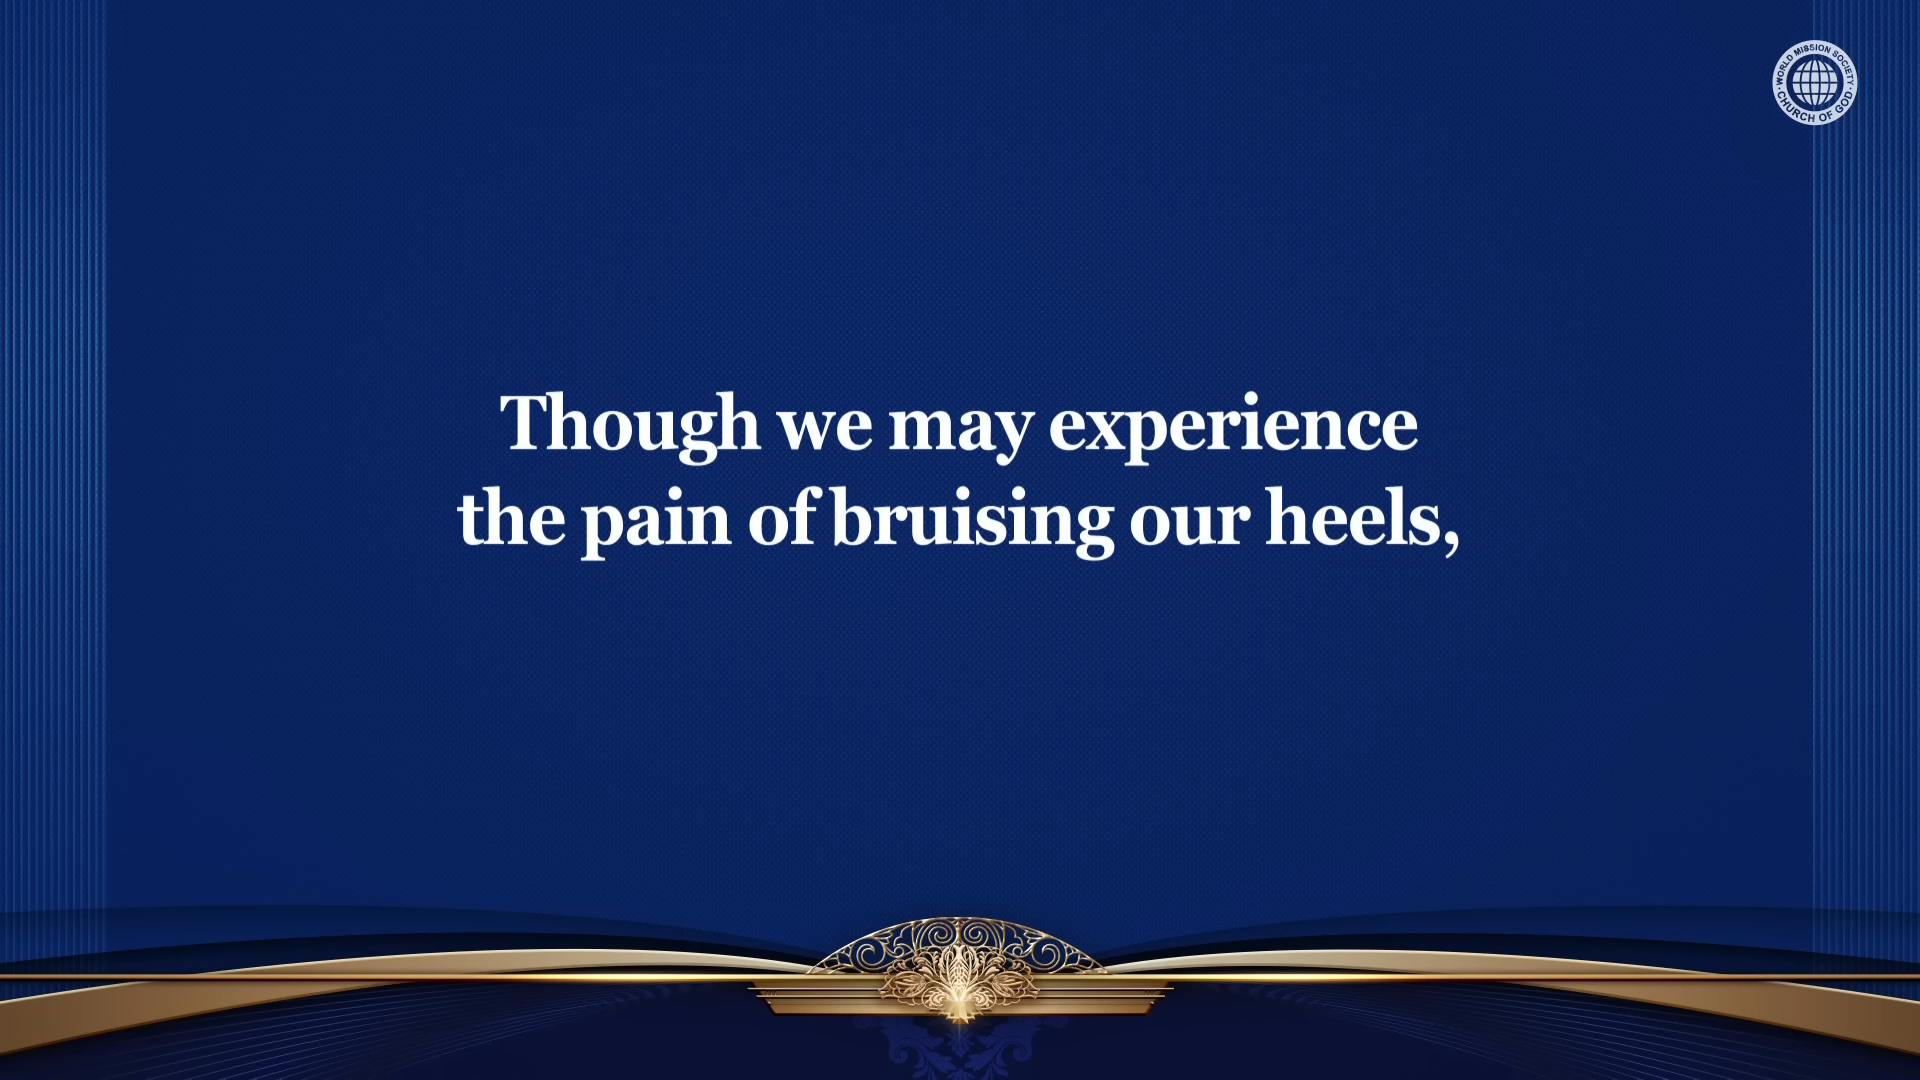 WORLD MISSION SOCIETY
CHURCH OF GOD
Though we may experience
the pain of bruising our heels,